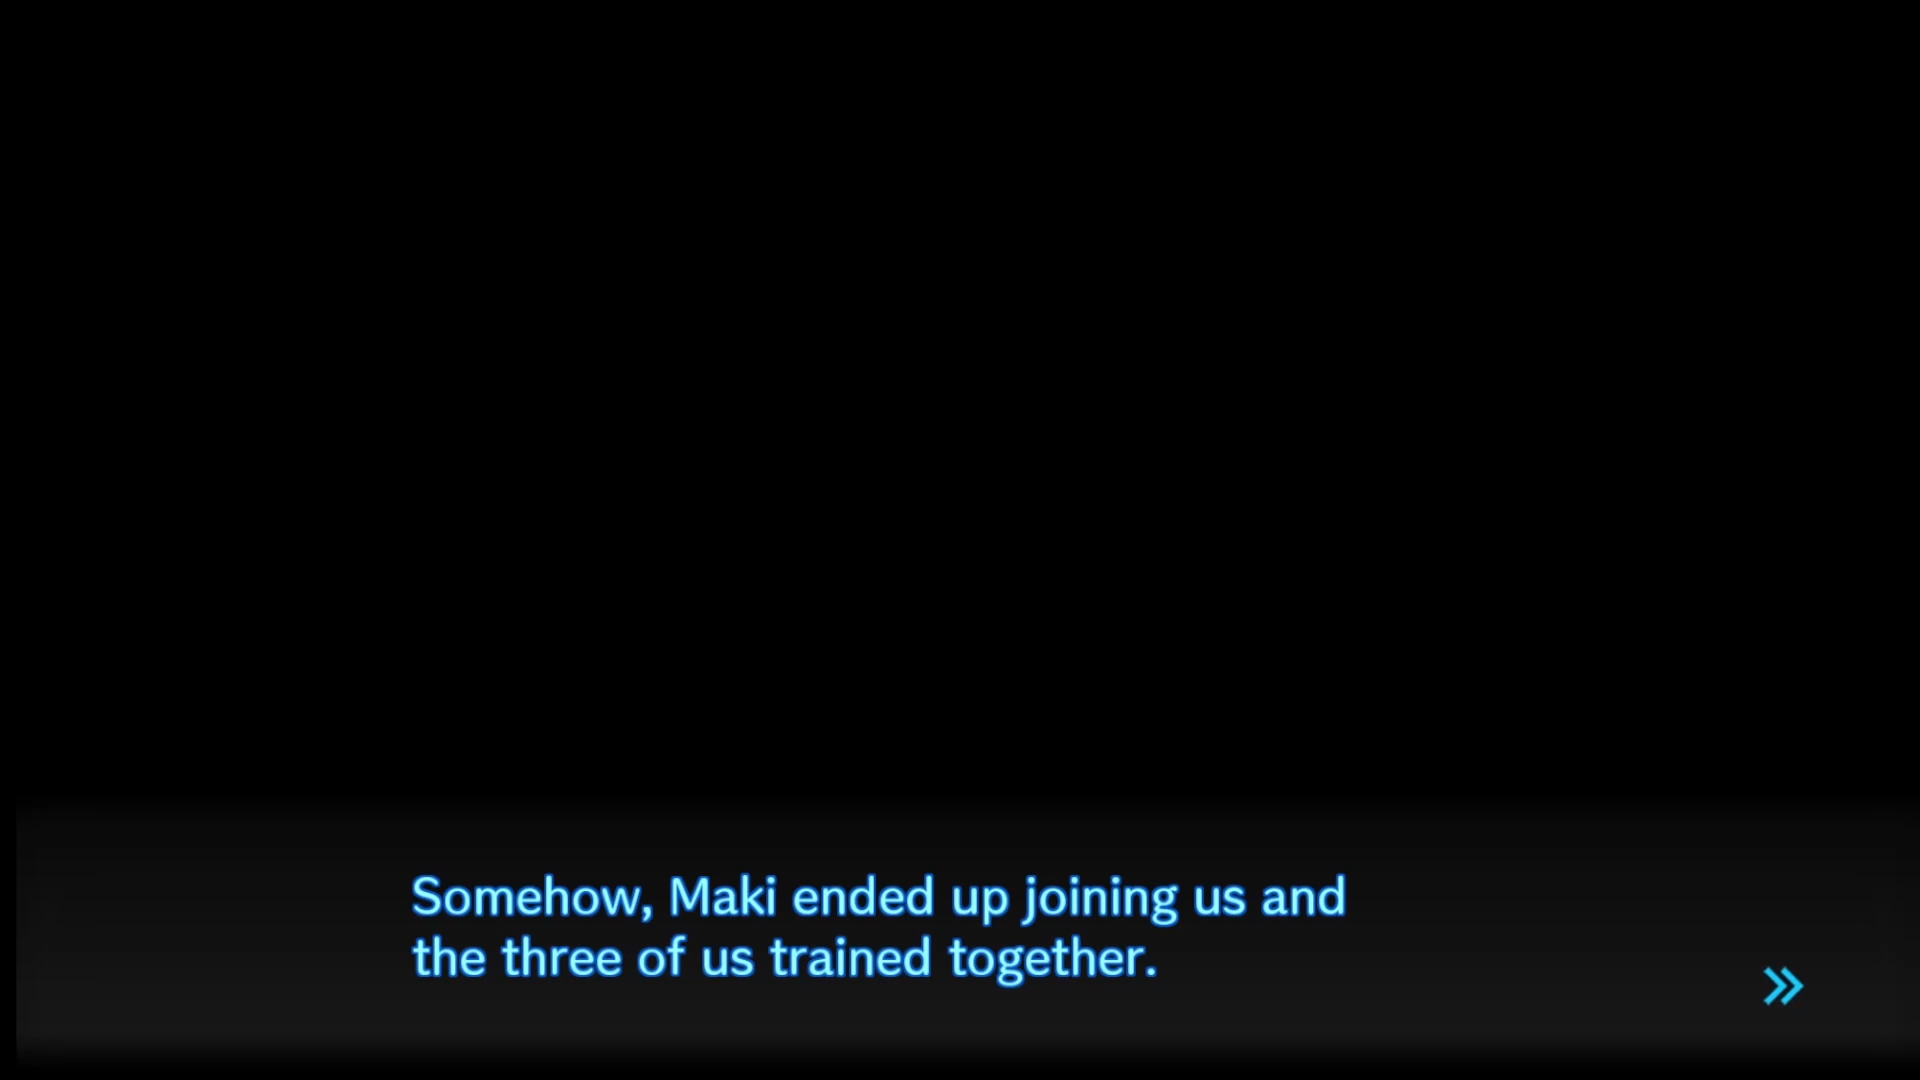 Somehow, Maki ended up joining us and
the three of us trained together.